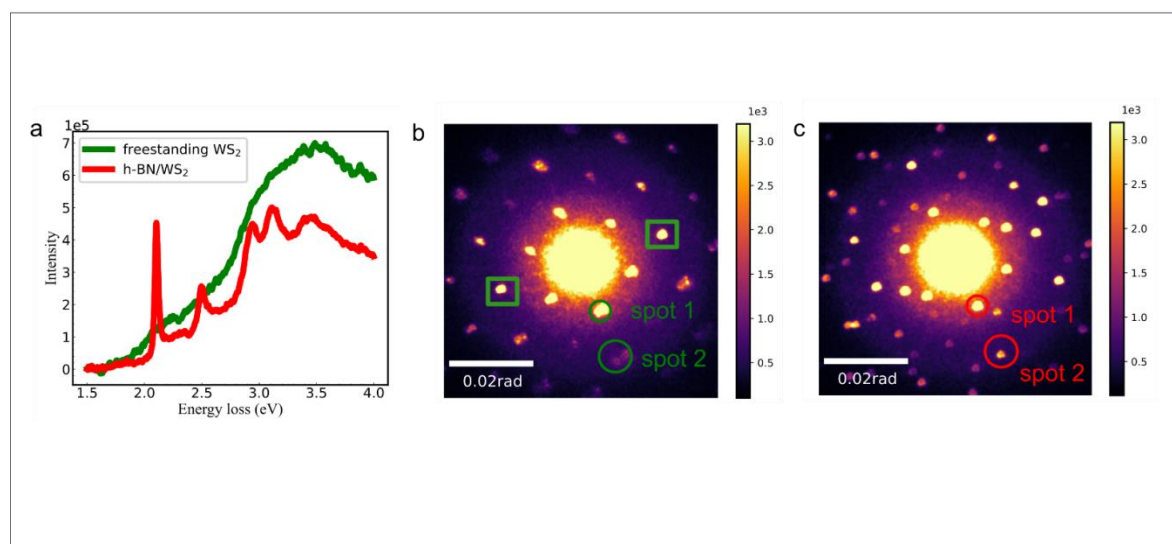 a
1e5
freestanding WS₂
h-BN/WS₂
Intensity
7
6
5
4
3
2
1
0
1.5 2.0 2.5 3.0 3.5 4.0
Energy loss (eV)
b
spot 1
spot 2
0.02rad
1e3
3.0
2.5
2.0
1.5
1.0
0.5
c
spot 1
spot 2
0.02rad
1e3
3.0
2.5
2.0
1.5
1.0
0.5